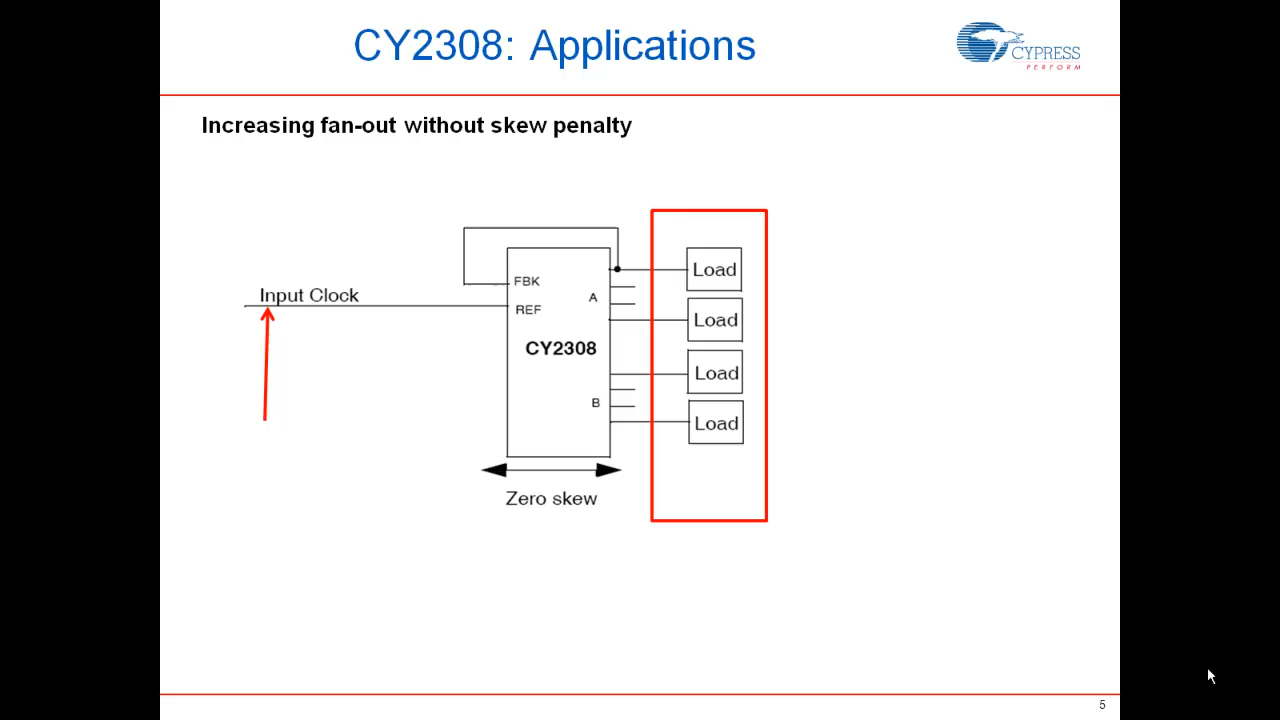 CY2308: Applications
CYPRESS
PERFORM
Increasing fan-out without skew penalty
Input Clock
FBK
REF
A
CY2308
B
Load
Load
Load
Load
Zero skew
5